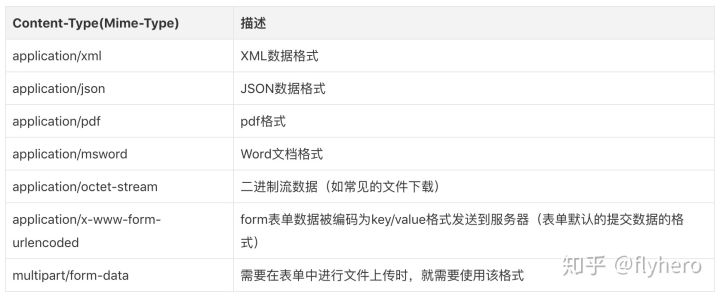 Content-Type(Mime-Type) 描述
application/xml XML数据格式
application/json JSON数据格式
application/pdf pdf格式
application/msword Word文档格式
application/octet-stream 二进制流数据（如常见的文件下载）
application/x-www-form-
urlencoded
form表单数据被编码为key/value格式发送到服务器（表单默认的提交数据的格
式）
multipart/form-data 需要在表单中进行文件上传时，就需要使用该格式
知乎 @flyhero